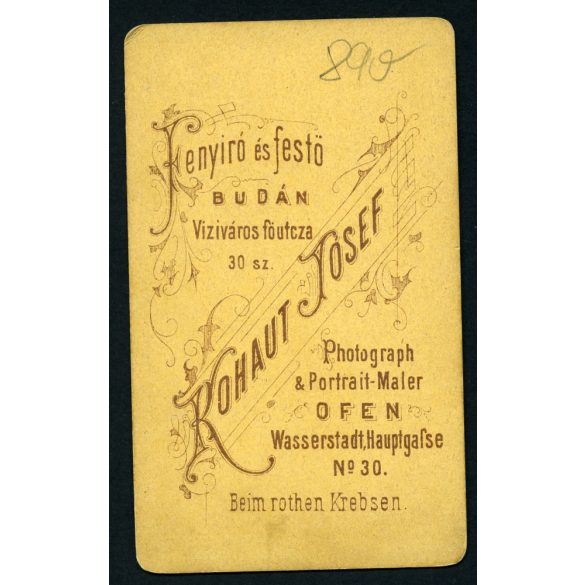 890
Fenyiró és festö
BUDÁN
Viziváros föutcza
30 sz.
KOHAUT JÓSEF
Photograph
& Portrait-Maler
OFEN
Wasserstadt, Hauptgaſse
No 30.
Beim rothen Krebsen.